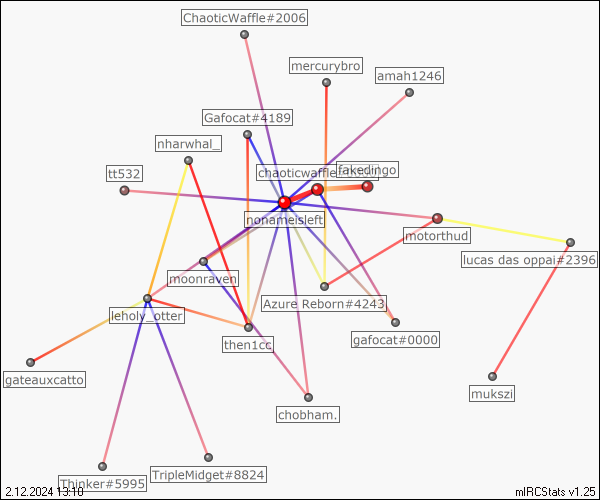 ChaoticWaffle#2006
mercurybro
amah1246
Gafocat#4189
nharwhal_
chaoticwaffle
fakedingo
tt532
nonameisleft
motorthud
lucas das oppai#2396
moonraven
Azure Reborn#4243
leholy_otter
then1cc
gafocat#0000
gateauxcatto
mukszi
chobham.
Thinker#5995
TripleMidget#8824
2.12.2024 13:10
mIRCStats v1.25